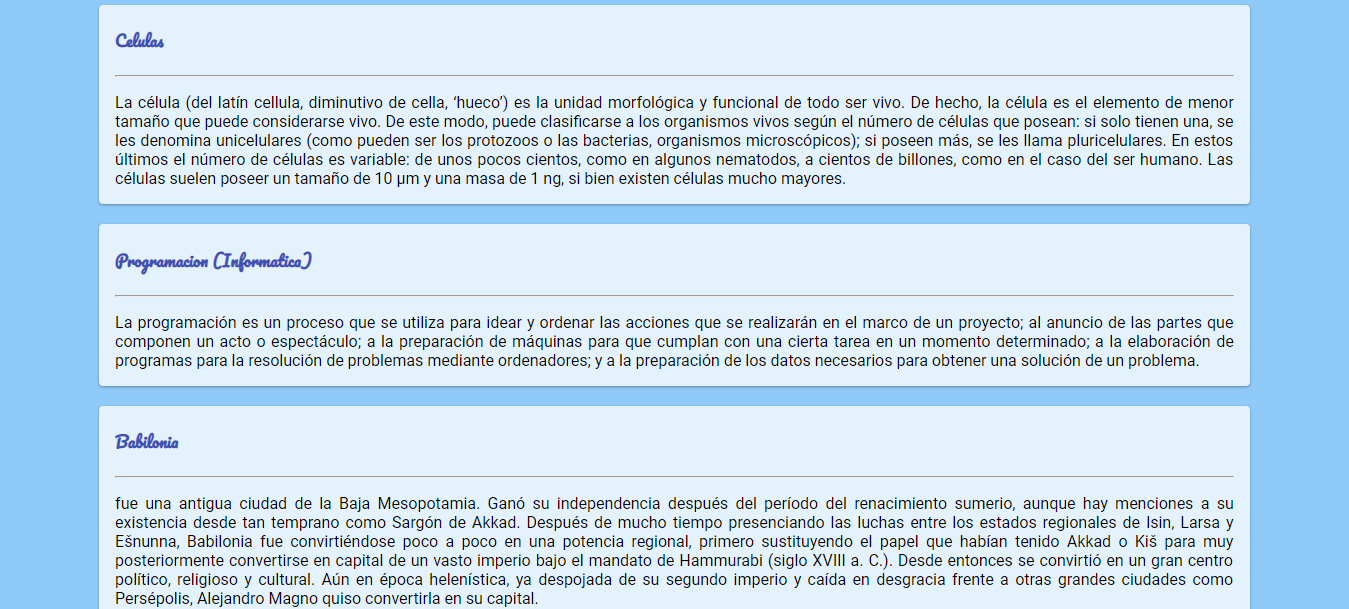 Celulas
La célula (del latín cellula, diminutivo de cella, ‘hueco’) es la unidad morfológica y funcional de todo ser vivo. De hecho, la célula es el elemento de menor
tamaño que puede considerarse vivo. De este modo, puede clasificarse a los organismos vivos según el número de células que posean: si solo tienen una, se
les denomina unicelulares (como pueden ser los protozoos o las bacterias, organismos microscópicos); si poseen más, se les llama pluricelulares. En estos
últimos el número de células es variable: de unos pocos cientos, como en algunos nematodos, a cientos de billones, como en el caso del ser humano. Las
células suelen poseer un tamaño de 10 µm y una masa de 1 ng, si bien existen células mucho mayores.
Programacion (Informatica)
La programación es un proceso que se utiliza para idear y ordenar las acciones que se realizarán en el marco de un proyecto; al anuncio de las partes que
componen un acto o espectáculo; a la preparación de máquinas para que cumplan con una cierta tarea en un momento determinado; a la elaboración de
programas para la resolución de problemas mediante ordenadores; y a la preparación de los datos necesarios para obtener una solución de un problema.
Babilonia
fue una antigua ciudad de la Baja Mesopotamia. Ganó su independencia después del período del renacimiento sumerio, aunque hay menciones a su
existencia desde tan temprano como Sargón de Akkad. Después de mucho tiempo presenciando las luchas entre los estados regionales de Isin, Larsa y
Ešnunna, Babilonia fue convirtiéndose poco a poco en una potencia regional, primero sustituyendo el papel que habían tenido Akkad o Kiš para muy
posteriormente convertirse en capital de un vasto imperio bajo el mandato de Hammurabi (siglo XVIII a. C.). Desde entonces se convirtió en un gran centro
político, religioso y cultural. Aún en época helenística, ya despojada de su segundo imperio y caída en desgracia frente a otras grandes ciudades como
Persépolis, Alejandro Magno quiso convertirla en su capital.